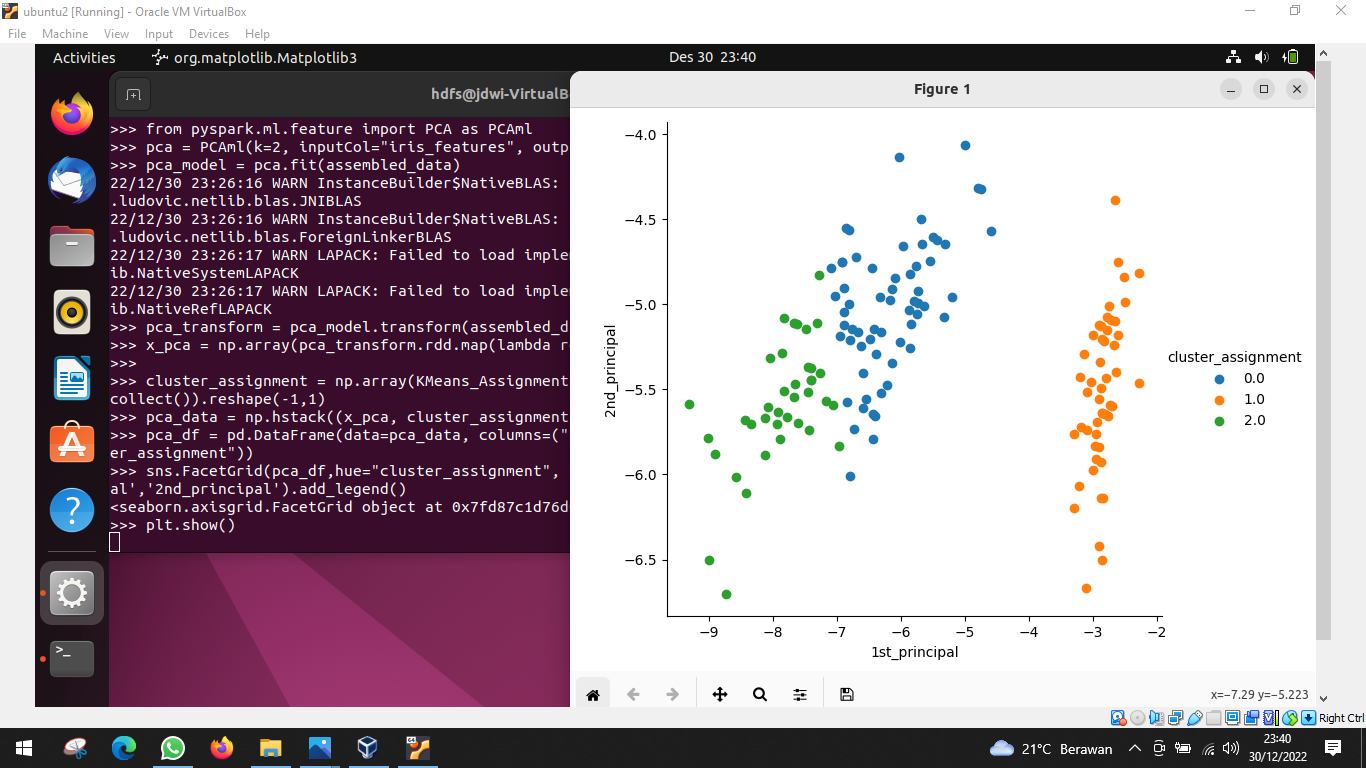 ubuntu2 [Running] - Oracle VM VirtualBox
File Machine View Input Devices Help
Activities org.matplotlib.Matplotlib3 Des 30 23:40
hdfs@jdwi-VirtualB
Figure 1
>>> from pyspark.ml.feature import PCA as PCAml
>>> pca = PCAml(k=2, inputCol="iris_features", outp
>>> pca_model = pca.fit(assembled_data)
22/12/30 23:26:16 WARN InstanceBuilder$NativeBLAS:
.ludovic.netlib.blas.JNIBLAS
22/12/30 23:26:16 WARN InstanceBuilder$NativeBLAS:
.ludovic.netlib.blas.ForeignLinkerBLAS
22/12/30 23:26:17 WARN LAPACK: Failed to load imple
ib.NativeSystemLAPACK
22/12/30 23:26:17 WARN LAPACK: Failed to load imple
ib.NativeRefLAPACK
>>> pca_transform = pca_model.transform(assembled_d
>>> x_pca = np.array(pca_transform.rdd.map(lambda r
>>>
>>> cluster_assignment = np.array(KMeans_Assignment
collect()).reshape(-1,1)
>>> pca_data = np.hstack((x_pca, cluster_assignment
>>> pca_df = pd.DataFrame(data=pca_data, columns=("
er_assignment"))
>>> sns.FacetGrid(pca_df,hue="cluster_assignment",
al','2nd_principal').add_legend()
<seaborn.axisgrid.FacetGrid object at 0x7fd87c1d76d
>>> plt.show()
−4.0
−4.5
−5.0
−5.5
−6.0
−6.5
2nd_principal
−9 −8 −7 −6 −5 −4 −3 −2
1st_principal
cluster_assignment
0.0
1.0
2.0
x=−7.29 y=−5.223
Right Ctrl
64
21°C Berawan
23:40
30/12/2022